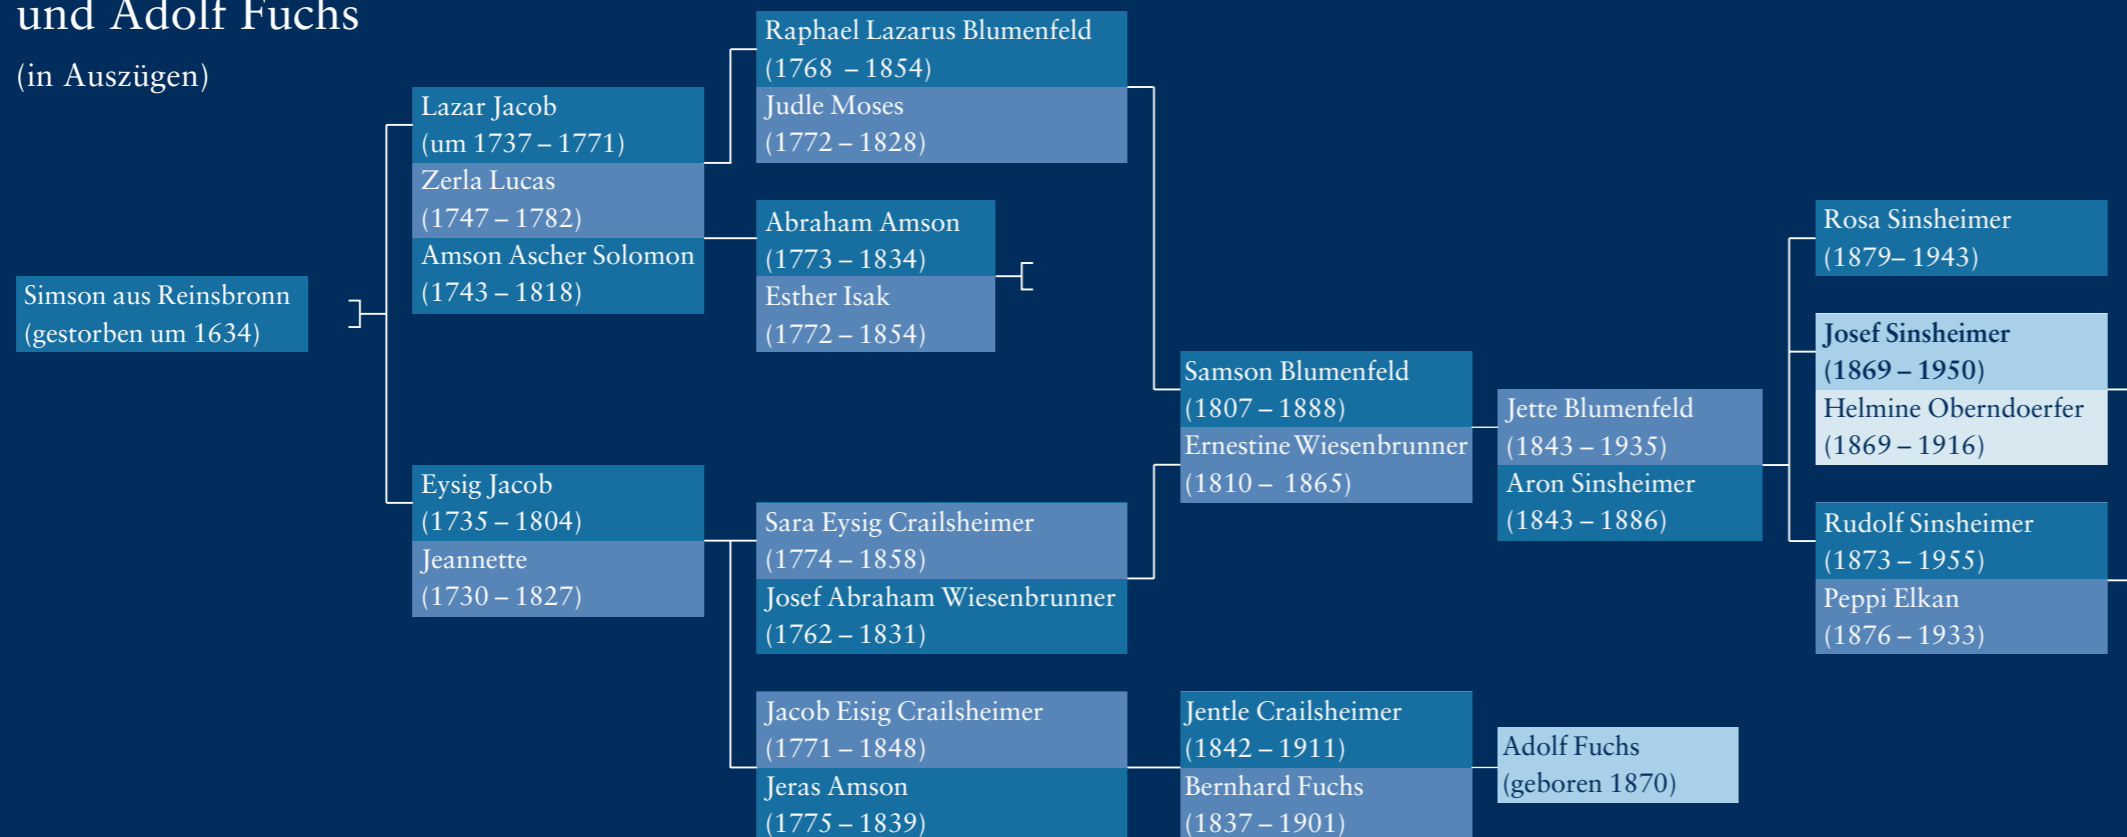 und Adolf Fuchs
(in Auszügen)
Simson aus Reinsbronn
(gestorben um 1634)
Lazar Jacob
(um 1737 – 1771)
Zerla Lucas
(1747 – 1782)
Amson Ascher Solomon
(1743 – 1818)
Eysig Jacob
(1735 – 1804)
Jeannette
(1730 – 1827)
Raphael Lazarus Blumenfeld
(1768 – 1854)
Judle Moses
(1772 – 1828)
Abraham Amson
(1773 – 1834)
Esther Isak
(1772 – 1854)
Sara Eysig Crailsheimer
(1774 – 1858)
Josef Abraham Wiesenbrunner
(1762 – 1831)
Jacob Eisig Crailsheimer
(1771 – 1848)
Jeras Amson
(1775 – 1839)
Samson Blumenfeld
(1807 – 1888)
Ernestine Wiesenbrunner
(1810 – 1865)
Jentle Crailsheimer
(1842 – 1911)
Bernhard Fuchs
(1837 – 1901)
Jette Blumenfeld
(1843 – 1935)
Aron Sinsheimer
(1843 – 1886)
Adolf Fuchs
(geboren 1870)
Rosa Sinsheimer
(1879– 1943)
Josef Sinsheimer
(1869 – 1950)
Helmine Oberndoerfer
(1869 – 1916)
Rudolf Sinsheimer
(1873 – 1955)
Peppi Elkan
(1876 – 1933)